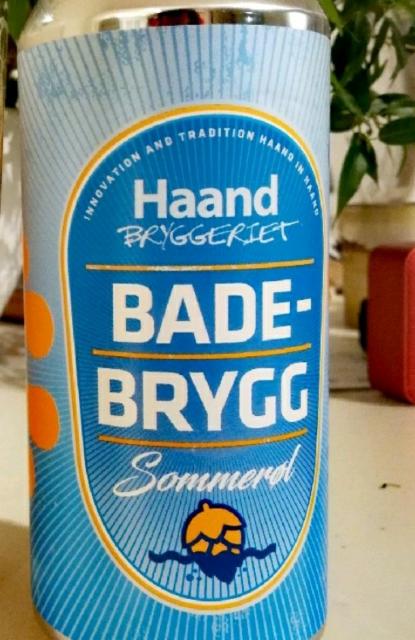 INNOVATION AND TRADITION HAAND IN HAAND
Haand
BRYGGERIET
BADE-
BRYGG
Sommerøl